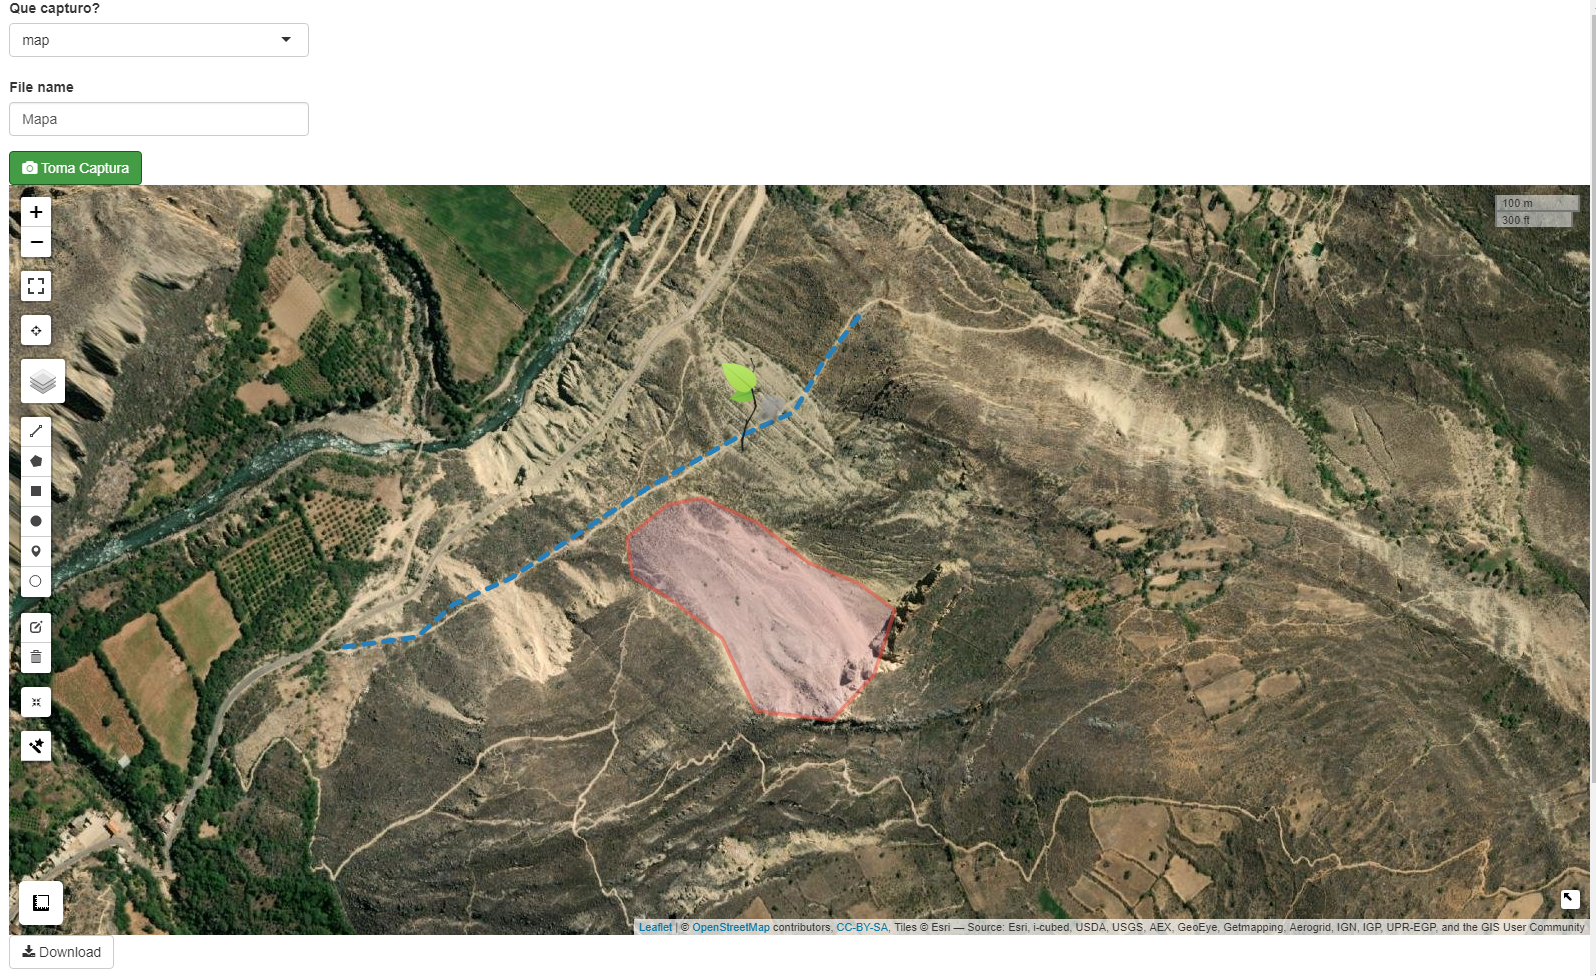 Que capturo?
map
File name
Mapa
Toma Captura
+
−
100 m
300 ft
Leaflet | © OpenStreetMap contributors, CC-BY-SA, Tiles © Esri — Source: Esri, i-cubed, USDA, USGS, AEX, GeoEye, Getmapping, Aerogrid, IGN, IGP, UPR-EGP, and the GIS User Community
Download